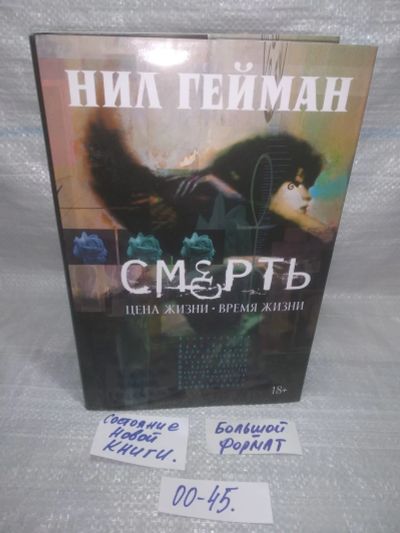 НИЛ ГЕЙМАН
СМЕРТЬ
ЦЕНА ЖИЗНИ • ВРЕМЯ ЖИЗНИ
18+
Состояние
Новой
Книги.
Большой
формат
00-45.